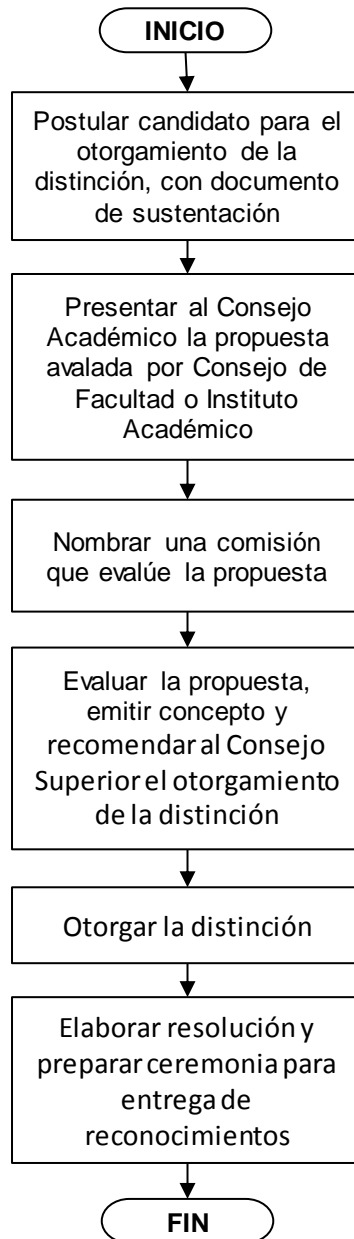 INICIO
Postular candidato para el
otorgamiento de la
distinción, con documento
de sustentación
Presentar al Consejo
Académico la propuesta
avalada por Consejo de
Facultad o Instituto
Académico
Nombrar una comisión
que evalúe la propuesta
Evaluar la propuesta,
emitir concepto y
recomendar al Consejo
Superior el otorgamiento
de la distinción
Otorgar la distinción
Elaborar resolución y
preparar ceremonia para
entrega de
reconocimientos
FIN